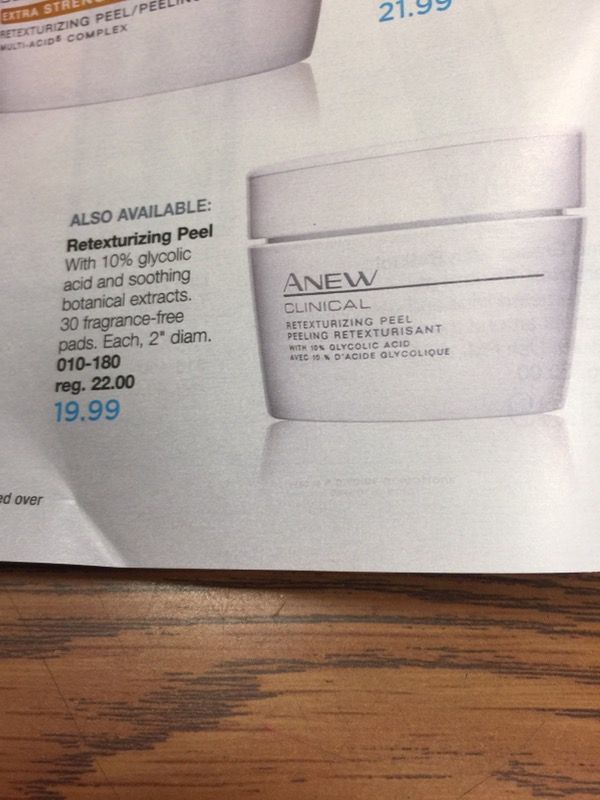 EXTRA STRENG
RETEXTURIZING PEEL/PEELIN
MULTI-ACID COMPLEX
21.99
ALSO AVAILABLE:
Retexturizing Peel
With 10% glycolic
acid and soothing
botanical extracts.
30 fragrance-free
pads. Each, 2" diam.
010-180
reg. 22.00
19.99
ANEW
CLINICAL
RETEXTURIZING PEEL
PEELING RETEXTURISANT
WITH 10% GLYCOLIC ACID
AVEC 10 % D'ACIDE GLYCOLIQUE
ed over